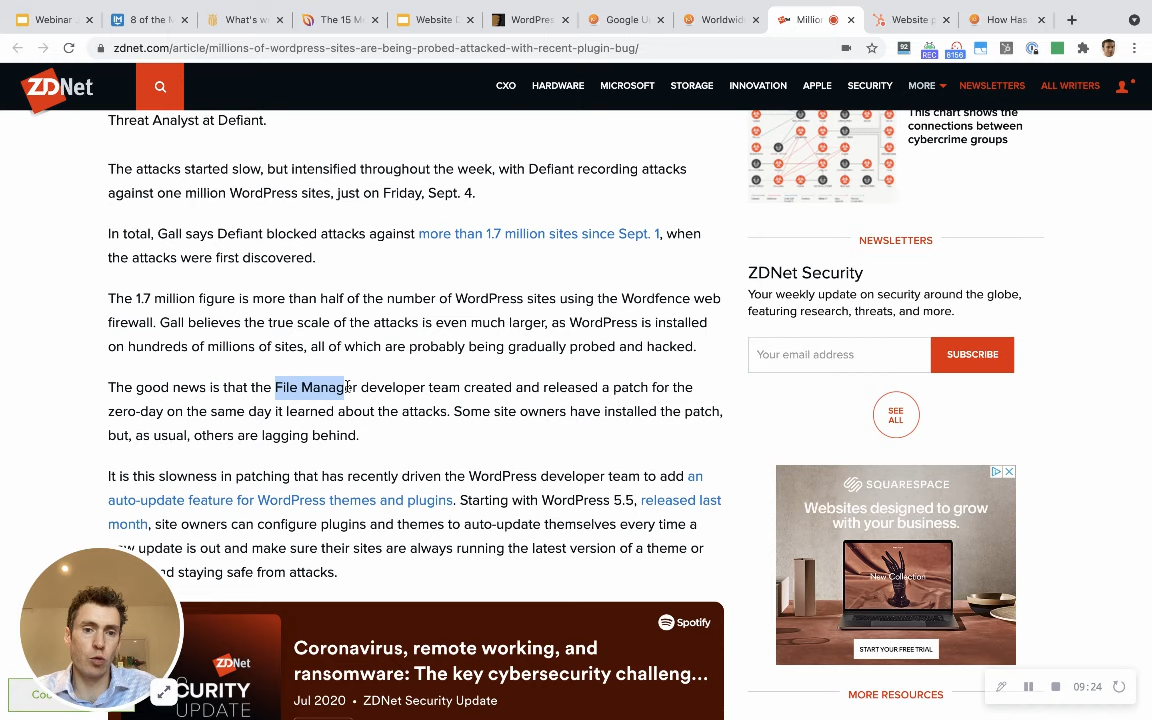 Webinar
8 of the M
What's w
The 15 M
Website D
WordPres
Google U
Worldwid
Million
Website p
How Has
zdnet.com/article/millions-of-wordpress-sites-are-being-probed-attacked-with-recent-plugin-bug/
92
REC
6156
ZDNet
CXO HARDWARE MICROSOFT STORAGE INNOVATION APPLE SECURITY MORE NEWSLETTERS ALL WRITERS
Threat Analyst at Defiant.
The attacks started slow, but intensified throughout the week, with Defiant recording attacks
against one million WordPress sites, just on Friday, Sept. 4.
In total, Gall says Defiant blocked attacks against more than 1.7 million sites since Sept. 1, when
the attacks were first discovered.
The 1.7 million figure is more than half of the number of WordPress sites using the Wordfence web
firewall. Gall believes the true scale of the attacks is even much larger, as WordPress is installed
on hundreds of millions of sites, all of which are probably being gradually probed and hacked.
The good news is that the File Manager developer team created and released a patch for the
zero-day on the same day it learned about the attacks. Some site owners have installed the patch,
but, as usual, others are lagging behind.
It is this slowness in patching that has recently driven the WordPress developer team to add an
auto-update feature for WordPress themes and plugins. Starting with WordPress 5.5, released last
month, site owners can configure plugins and themes to auto-update themselves every time a
update is out and make sure their sites are always running the latest version of a theme or
nd staying safe from attacks.
ZDNet
CURITY
UPDATE
Spotify
Coronavirus, remote working, and
ransomware: The key cybersecurity challeng...
Jul 2020 • ZDNet Security Update
Cou
This chart shows the
connections between
cybercrime groups
NEWSLETTERS
ZDNet Security
Your weekly update on security around the globe,
featuring research, threats, and more.
Your email address
SUBSCRIBE
SEE
ALL
SQUARESPACE
Websites designed to grow
with your business.
New Collection
START YOUR FREE TRIAL
MORE RESOURCES
09:24